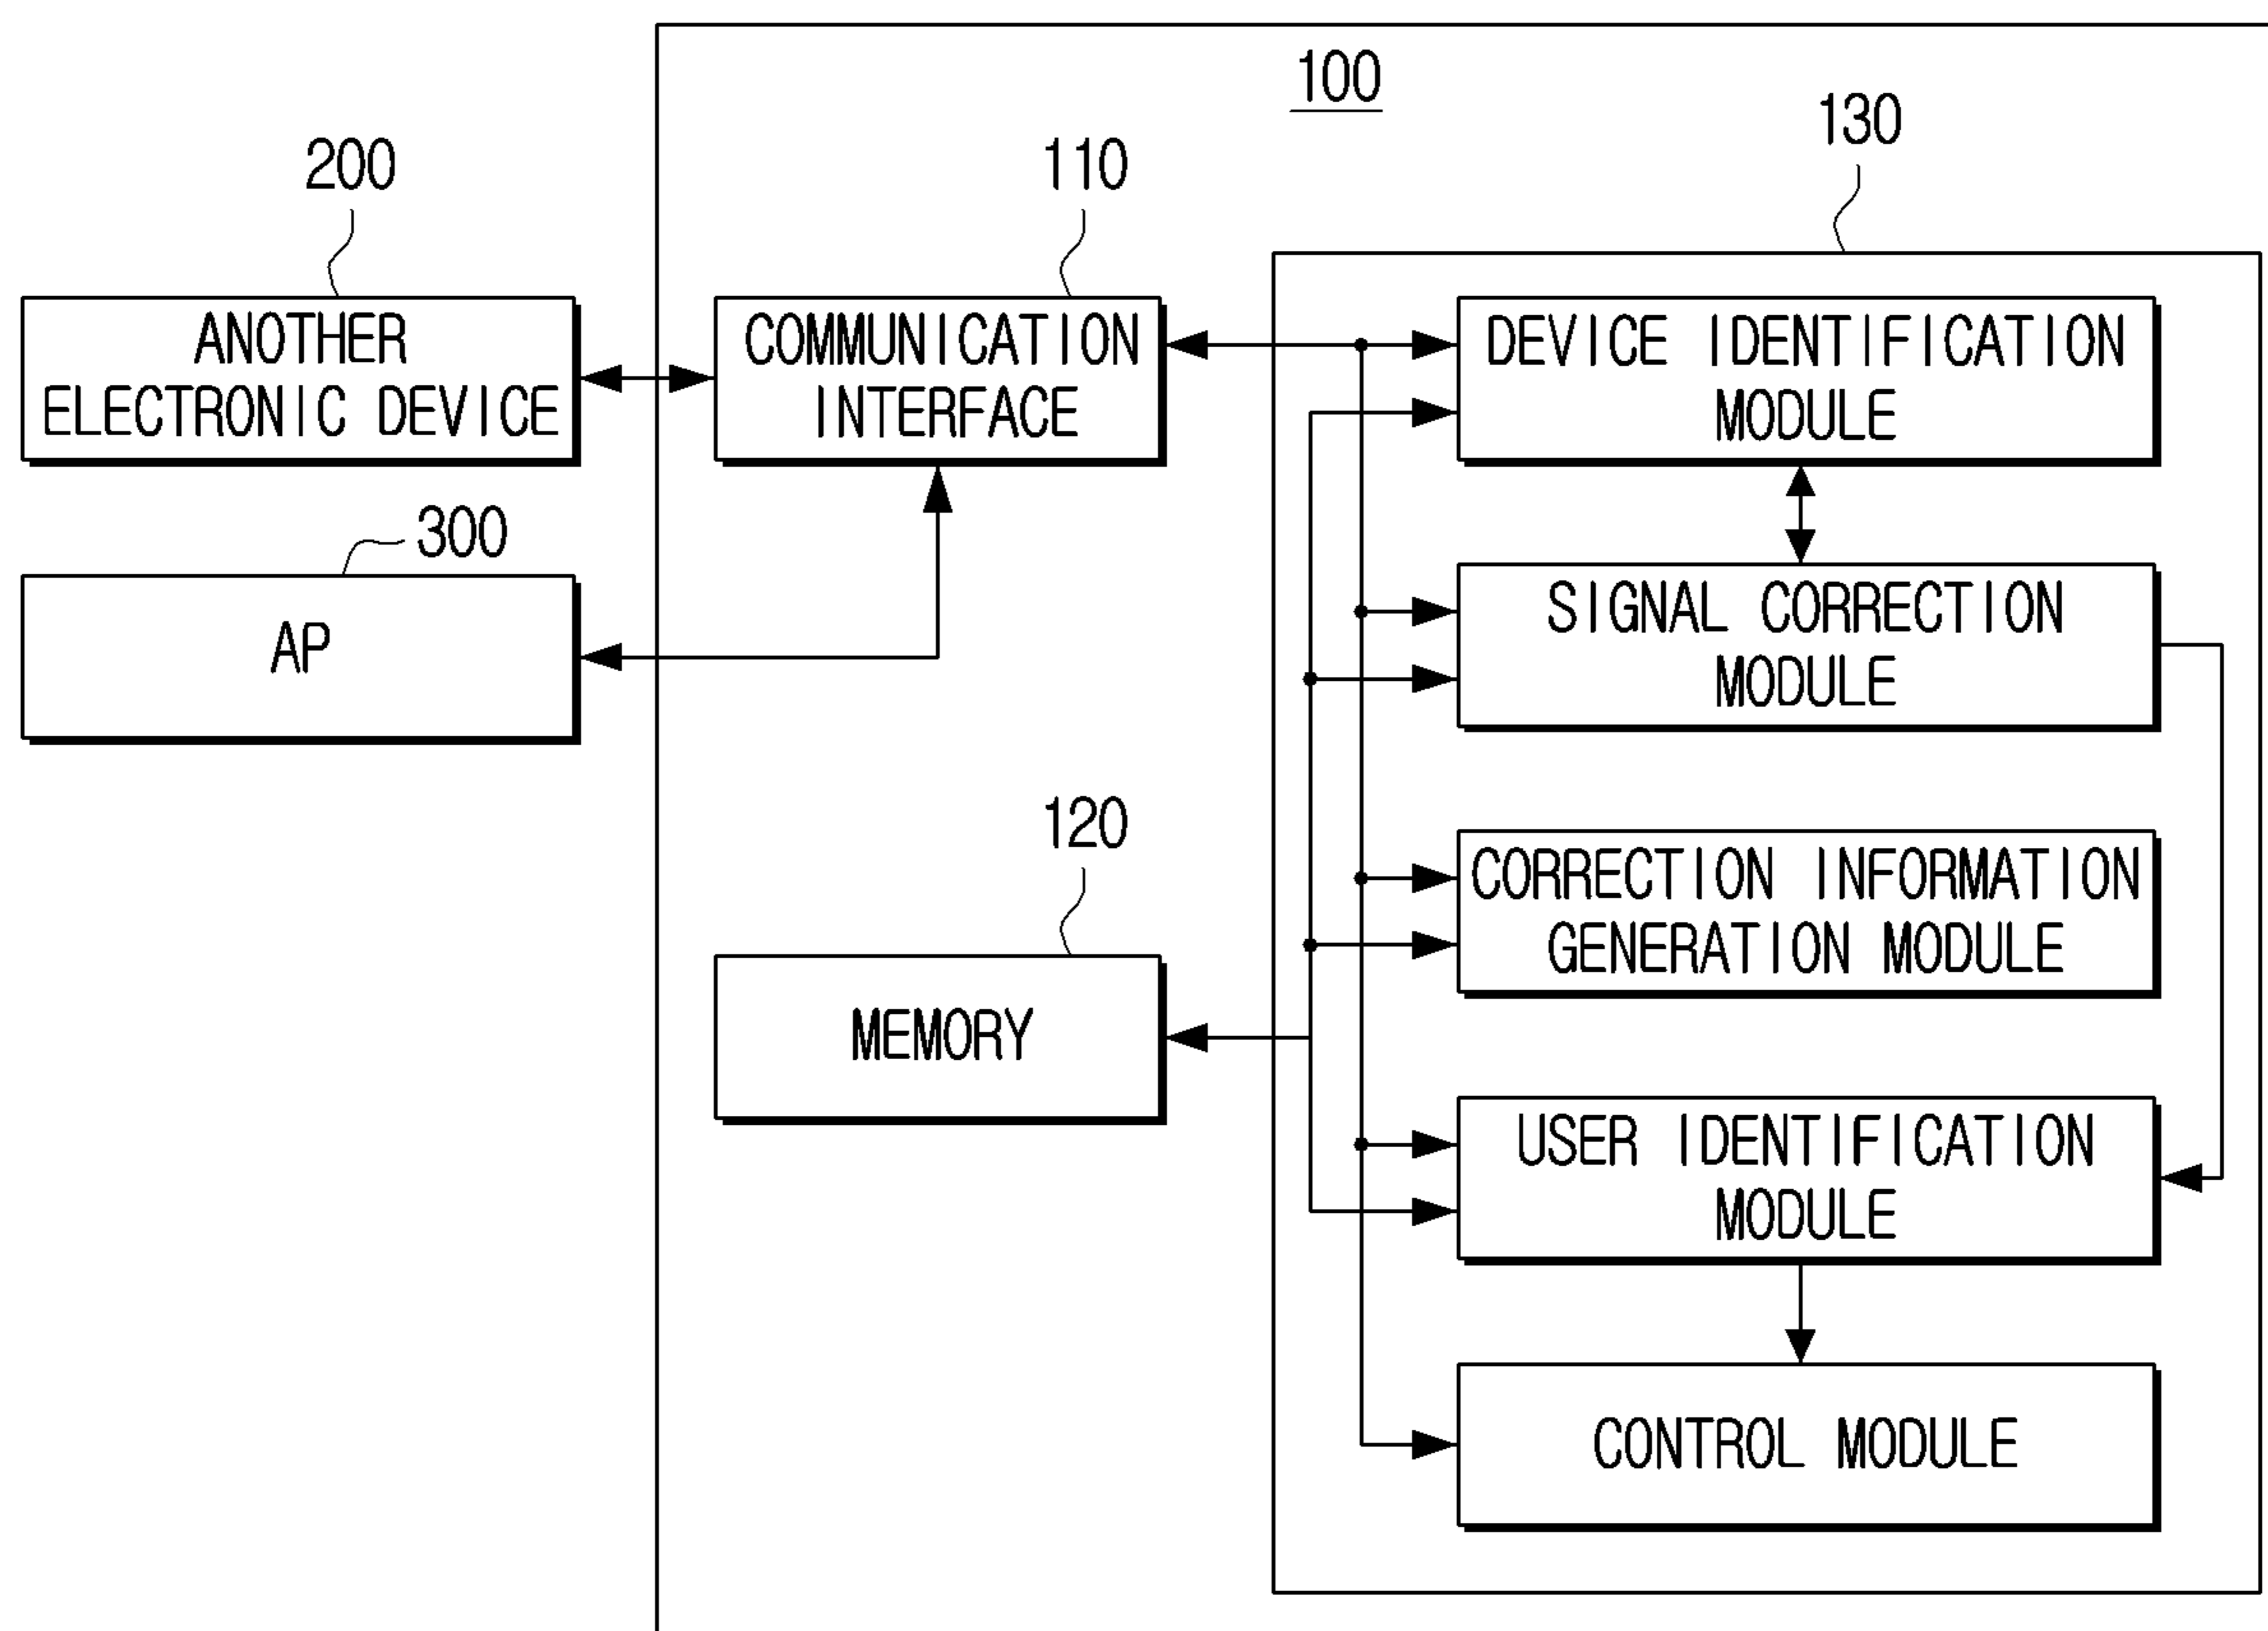 100
130
200
110
ANOTHER
ELECTRONIC DEVICE
COMMUNICATION
INTERFACE
DEVICE IDENTIFICATION
MODULE
300
AP
SIGNAL CORRECTION
MODULE
120
MEMORY
CORRECTION INFORMATION
GENERATION MODULE
USER IDENTIFICATION
MODULE
CONTROL MODULE